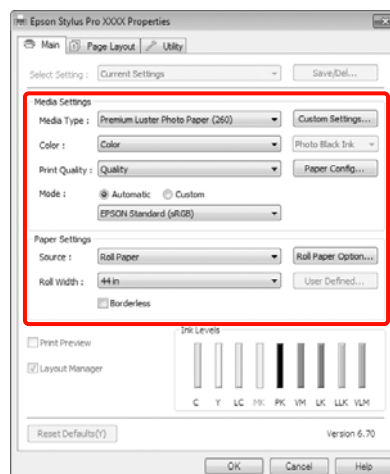 Epson Stylus Pro XXXX Properties
Main Page Layout Utility
Select Setting : Current Settings Save/Del...
Media Settings
Media Type : Premium Luster Photo Paper (260) Custom Settings...
Color : Color Photo Black Ink
Print Quality : Quality Paper Config...
Mode : Automatic Custom
EPSON Standard (sRGB)
Paper Settings
Source : Roll Paper Roll Paper Option...
Roll Width : 44 in User Defined...
Borderless
Print Preview
Layout Manager
Ink Levels
C Y LC MK PK VM LK LLK VLM
Reset Defaults(Y) Version 6.70
OK Cancel Help